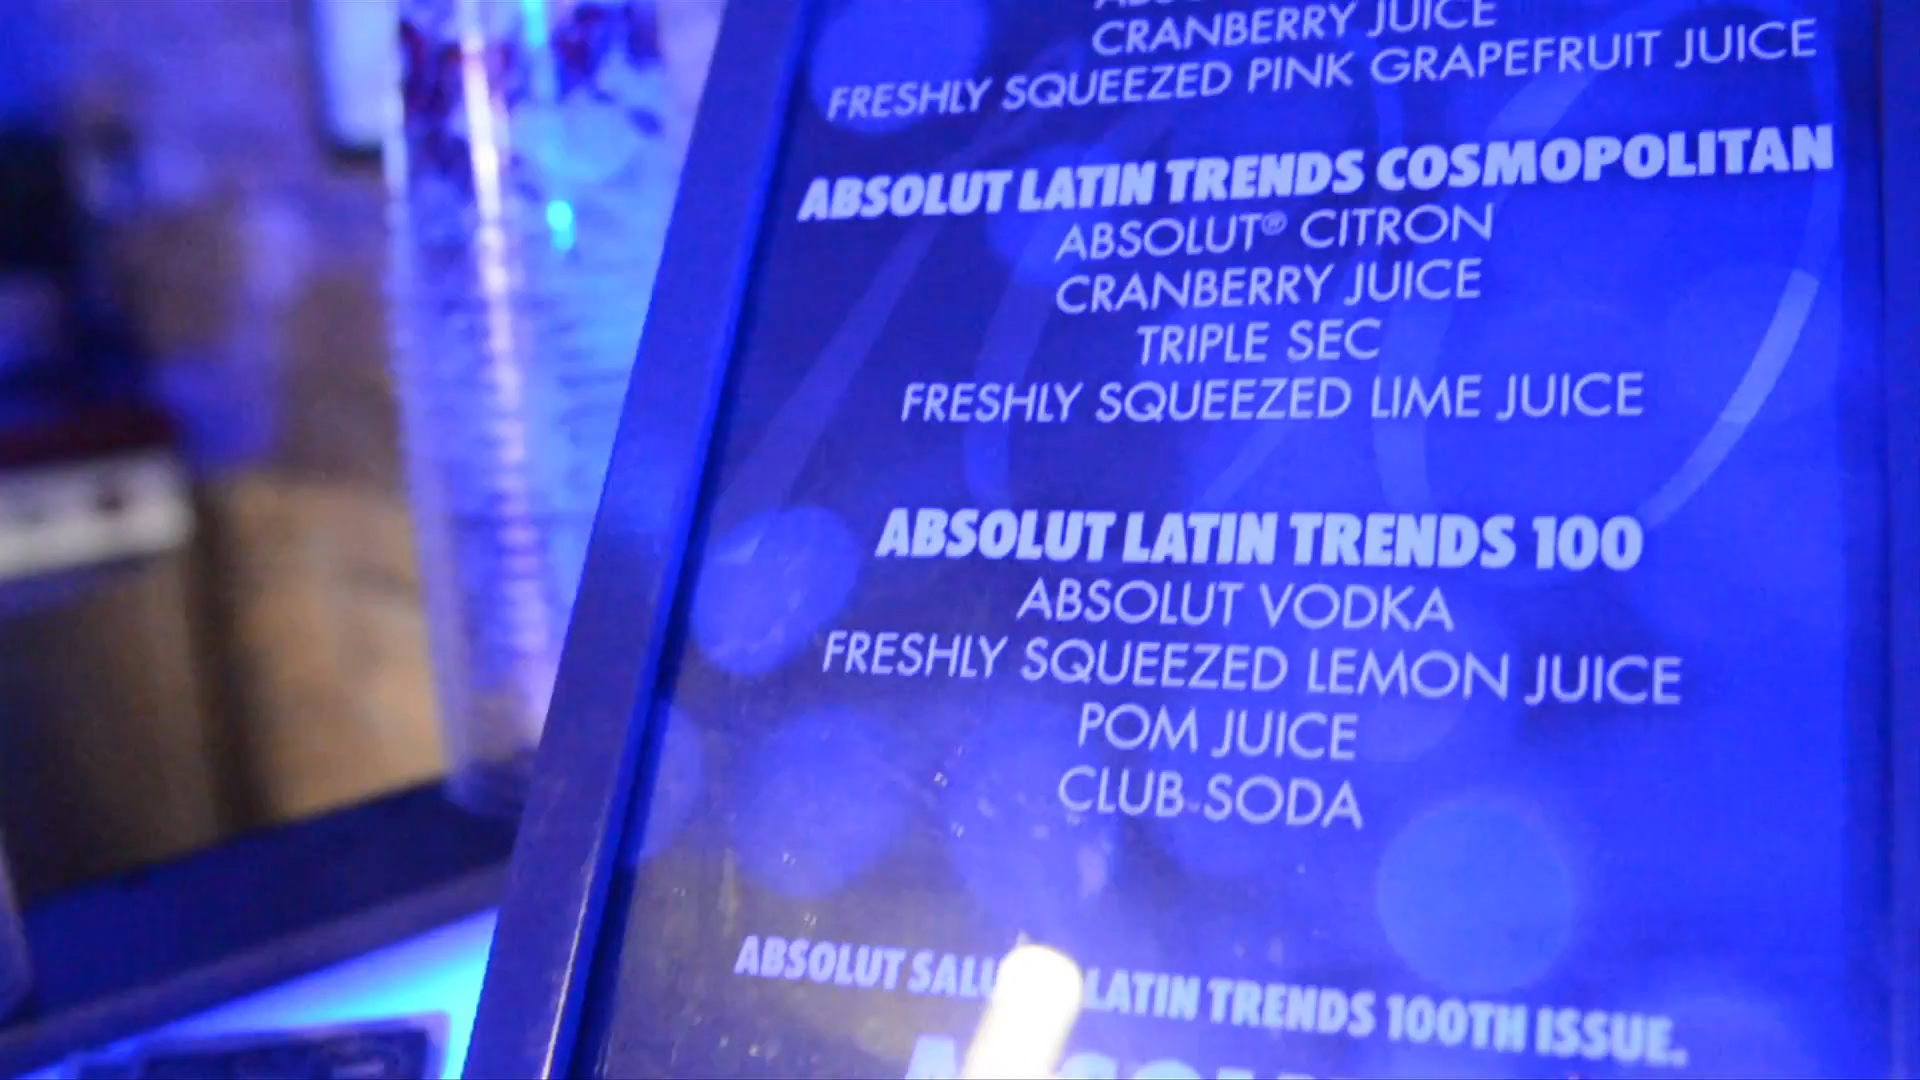 CRANBERRY JUICE
FRESHLY SQUEEZED PINK GRAPEFRUIT JUICE
ABSOLUT LATIN TRENDS COSMOPOLITAN
ABSOLUT® CITRON
CRANBERRY JUICE
TRIPLE SEC
FRESHLY SQUEEZED LIME JUICE
ABSOLUT LATIN TRENDS 100
ABSOLUT VODKA
FRESHLY SQUEEZED LEMON JUICE
POM JUICE
CLUB SODA
ABSOLUT LATIN TRENDS 100TH ISSUE.